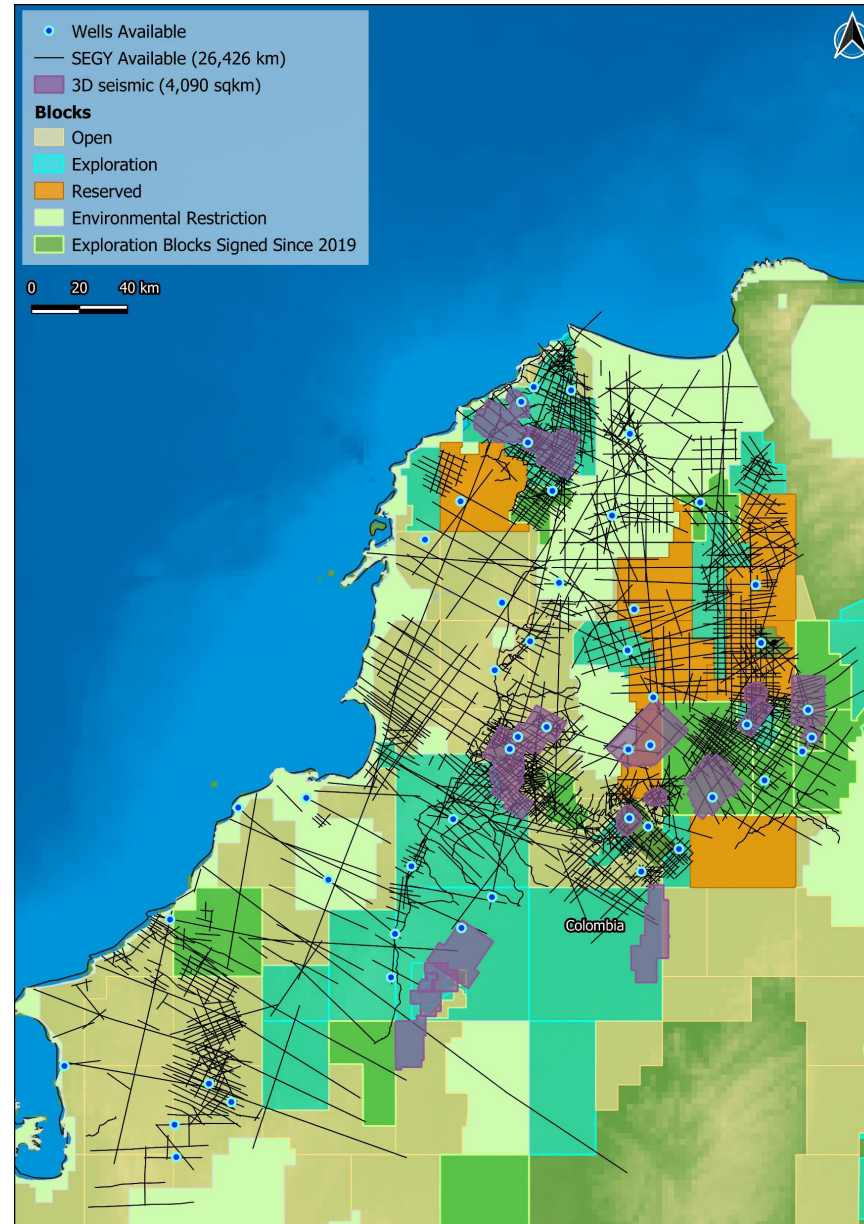 Wells Available
SEGY Available (26,426 km)
3D seismic (4,090 sqkm)
Blocks
Open
Exploration
Reserved
Environmental Restriction
Exploration Blocks Signed Since 2019
0 20 40 km
Colombia